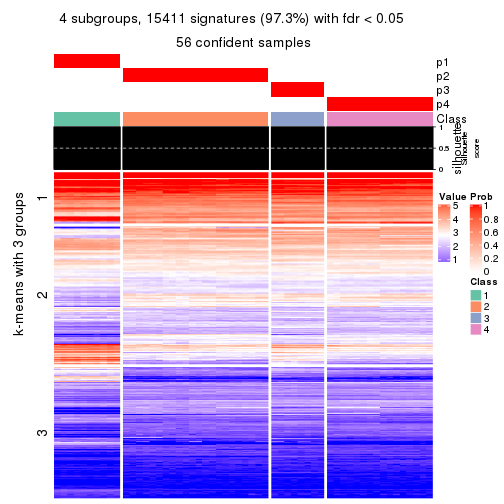 4 subgroups, 15411 signatures (97.3%) with fdr < 0.05
56 confident samples
p1
p2
p3
p4
Class
1
0.5
0
silhouette
Silhouette
score
k-means with 3 groups
1
2
3
Value
5
4
3
2
1
Prob
1
0.8
0.6
0.4
0.2
0
Class
1
2
3
4